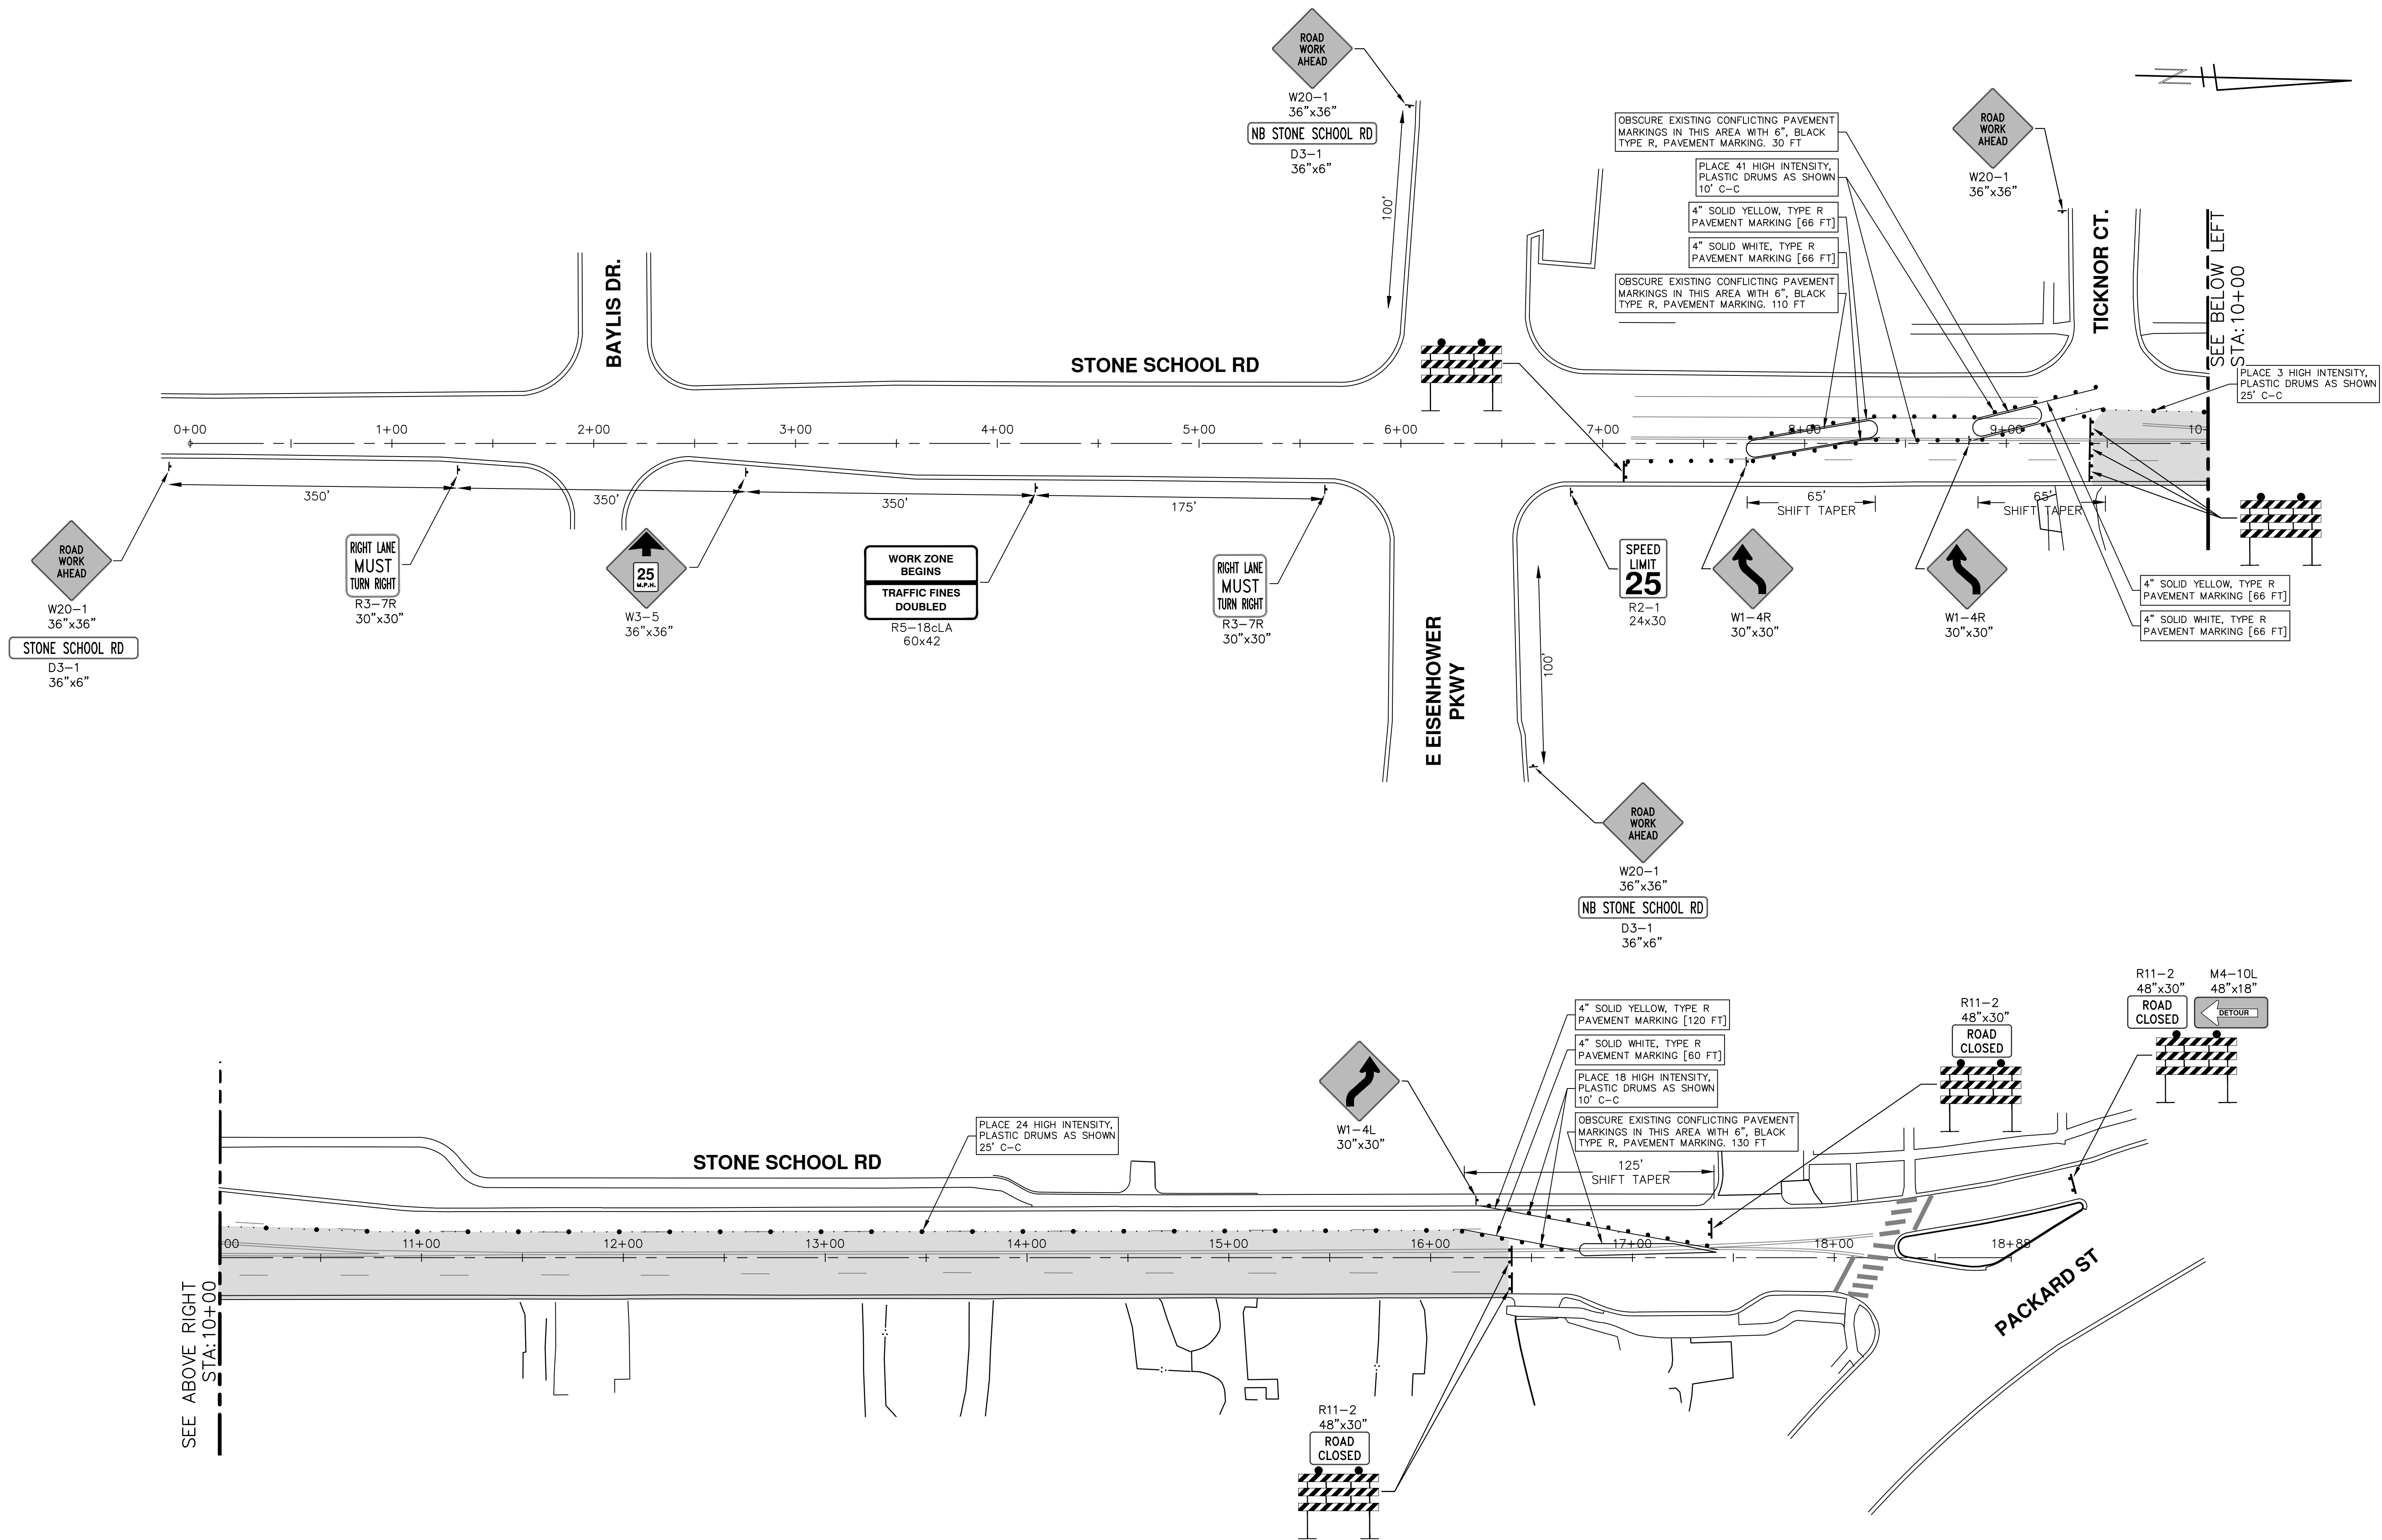 ROAD
WORK
AHEAD
W20-1
36"x36"
NB STONE SCHOOL RD
D3-1
36"x6"
100'
OBSCURE EXISTING CONFLICTING PAVEMENT
MARKINGS IN THIS AREA WITH 6", BLACK
TYPE R, PAVEMENT MARKING. 30 FT
PLACE 41 HIGH INTENSITY,
PLASTIC DRUMS AS SHOWN
10' C-C
4" SOLID YELLOW, TYPE R
PAVEMENT MARKING [66 FT]
4" SOLID WHITE, TYPE R
PAVEMENT MARKING [66 FT]
OBSCURE EXISTING CONFLICTING PAVEMENT
MARKINGS IN THIS AREA WITH 6", BLACK
TYPE R, PAVEMENT MARKING. 110 FT
ROAD
WORK
AHEAD
W20-1
36"x36"
TICKNOR CT.
SEE BELOW LEFT
STA:10+00
PLACE 3 HIGH INTENSITY,
PLASTIC DRUMS AS SHOWN
25' C-C
BAYLIS DR.
STONE SCHOOL RD
0+00
1+00
2+00
3+00
4+00
5+00
6+00
7+00
8+00
9+00
10-
350'
350'
350'
175'
65'
SHIFT TAPER
65'
SHIFT TAPER
ROAD
WORK
AHEAD
W20-1
36"x36"
STONE SCHOOL RD
D3-1
36"x6"
RIGHT LANE
MUST
TURN RIGHT
R3-7R
30"x30"
25
M.P.H.
W3-5
36"x36"
WORK ZONE
BEGINS
TRAFFIC FINES
DOUBLED
R5-18cLA
60x42
RIGHT LANE
MUST
TURN RIGHT
R3-7R
30"x30"
E EISENHOWER
PKWY
100'
SPEED
LIMIT
25
R2-1
24x30
W1-4R
30"x30"
W1-4R
30"x30"
4" SOLID YELLOW, TYPE R
PAVEMENT MARKING [66 FT]
4" SOLID WHITE, TYPE R
PAVEMENT MARKING [66 FT]
ROAD
WORK
AHEAD
W20-1
36"x36"
NB STONE SCHOOL RD
D3-1
36"x6"
SEE ABOVE RIGHT
STA:10+00
STONE SCHOOL RD
PLACE 24 HIGH INTENSITY,
PLASTIC DRUMS AS SHOWN
25' C-C
W1-4L
30"x30"
4" SOLID YELLOW, TYPE R
PAVEMENT MARKING [120 FT]
4" SOLID WHITE, TYPE R
PAVEMENT MARKING [60 FT]
PLACE 18 HIGH INTENSITY,
PLASTIC DRUMS AS SHOWN
10' C-C
OBSCURE EXISTING CONFLICTING PAVEMENT
MARKINGS IN THIS AREA WITH 6", BLACK
TYPE R, PAVEMENT MARKING. 130 FT
125'
SHIFT TAPER
R11-2
48"x30"
ROAD
CLOSED
R11-2
48"x30"
ROAD
CLOSED
M4-10L
48"x18"
DETOUR
00
11+00
12+00
13+00
14+00
15+00
16+00
17+00
18+00
18+88
PACKARD ST
R11-2
48"x30"
ROAD
CLOSED